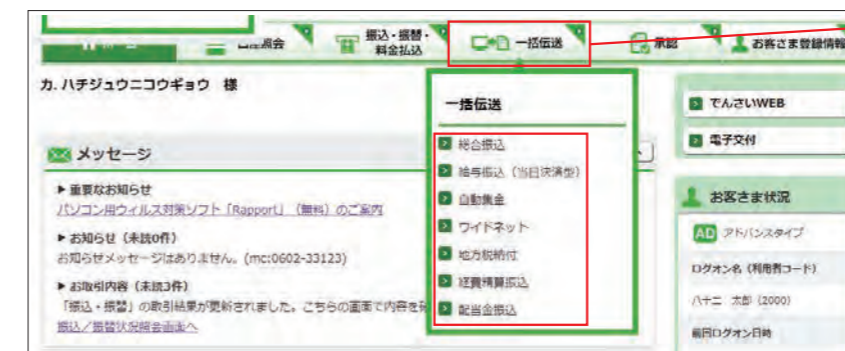 ホーム
口座照会
振込・振替・
料金払込
一括伝送
承認
お客さま登録情報
カ. ハチジュウニコウギョウ 様
メッセージ
▶ 重要なお知らせ
パソコン用ウィルス対策ソフト「Rapport」（無料）のご案内
▶ お知らせ（未読0件）
お知らせメッセージはありません。(mc:0602-33123)
▶ お取引内容（未読3件）
「振込・振替」の取引結果が更新されました。こちらの画面で内容を確
振込／振替状況照会画面へ
一括伝送
総合振込
給与振込（当日決済型）
自動集金
ワイドネット
地方税納付
経費精算振込
配当金振込
でんさいWEB
電子交付
お客さま状況
AD アドバンスタイプ
ログオン名（利用者コード）
八十二 太郎 (2000)
前回ログオン日時